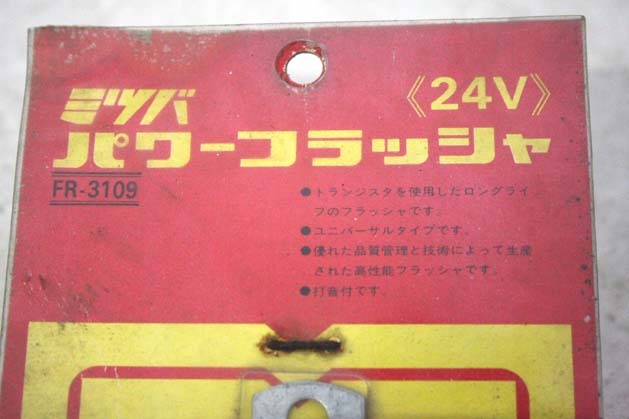 ミツバ
《24V》
パワーフラッシャ
FR-3109
●トランジスタを使用したロングライ
フのフラッシャです。
●ユニバーサルタイプです。
●優れた品質管理と技術によって生産
された高性能フラッシャです。
●打音付です。